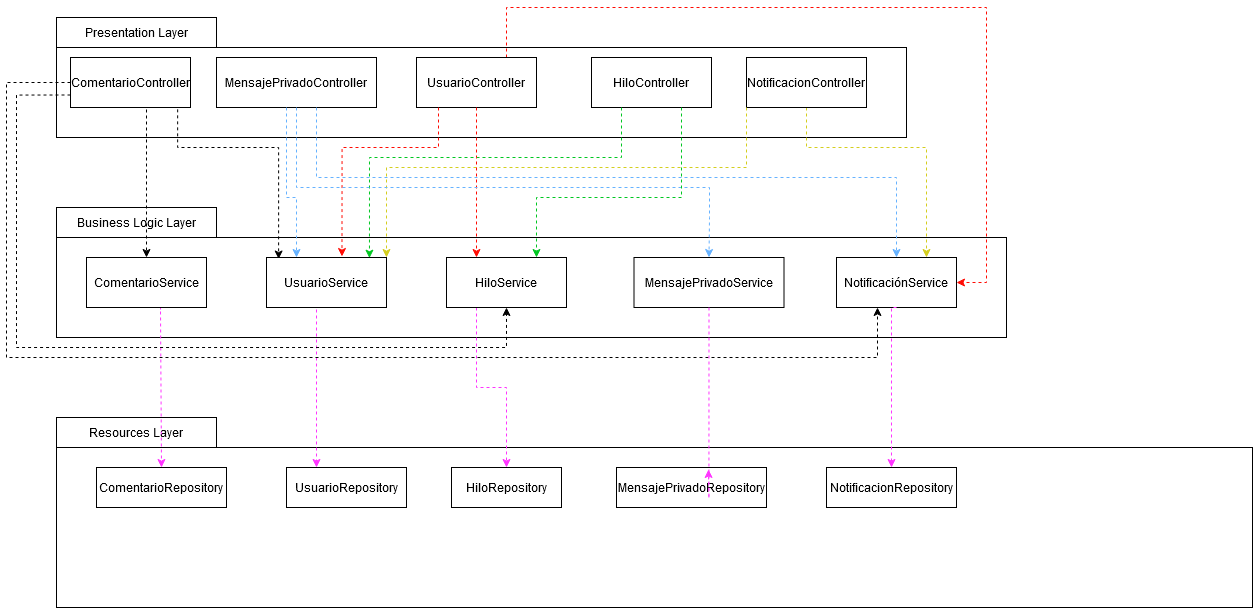 Presentation Layer
ComentarioController
MensajePrivadoController
UsuarioController
HiloController
NotificacionController
Business Logic Layer
ComentarioService
UsuarioService
HiloService
MensajePrivadoService
NotificaciónService
Resources Layer
ComentarioRepository
UsuarioRepository
HiloRepository
MensajePrivadoRepository
NotificacionRepository